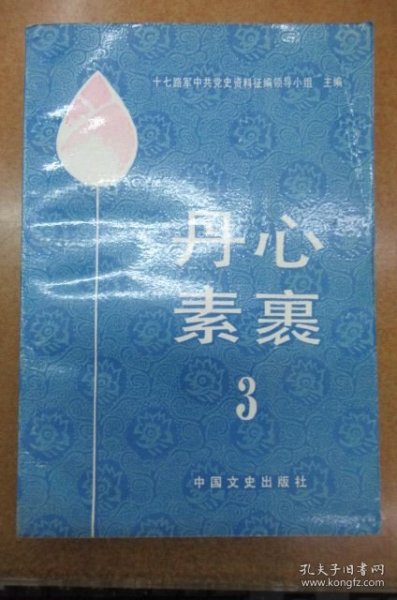 十七路军中共党史资料征编领导小组 主编
丹心
素裹
3
中国文史出版社
孔夫子旧书网
www.kongfz.com